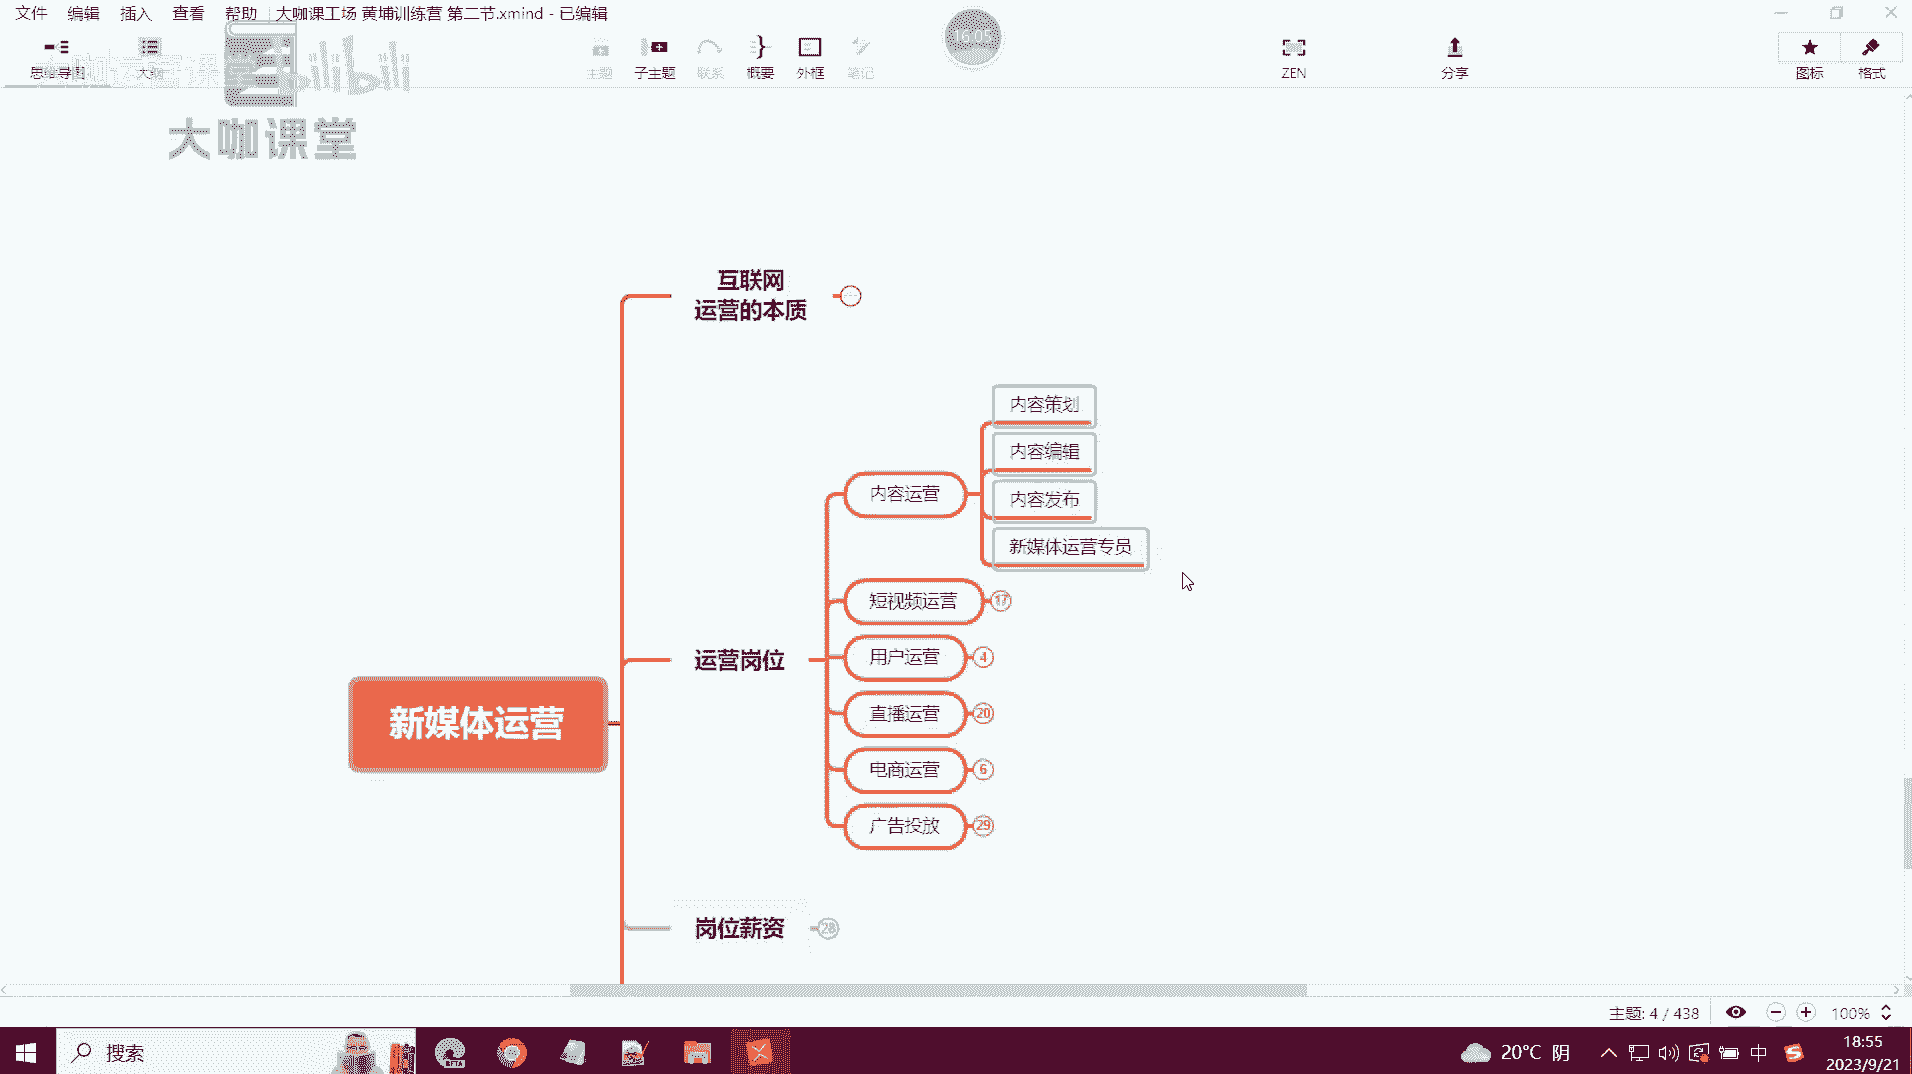 文件 编辑 插入 查看 帮助 大咖课工场 黄埔训练营 第二节.xmind - 已编辑
16:05
思维导图 大纲 主题 子主题 联系 概要 外框 笔记 ZEN 分享 图标 格式
bilibili
大咖课堂
互联网
运营的本质
内容策划
内容编辑
内容运营
内容发布
新媒体运营专员
短视频运营 17
用户运营 4
运营岗位
直播运营 20
新媒体运营
电商运营 6
广告投放 29
岗位薪资 28
主题: 4 / 438 100%
搜索 20°C 阴 中 18:55
2023/9/21